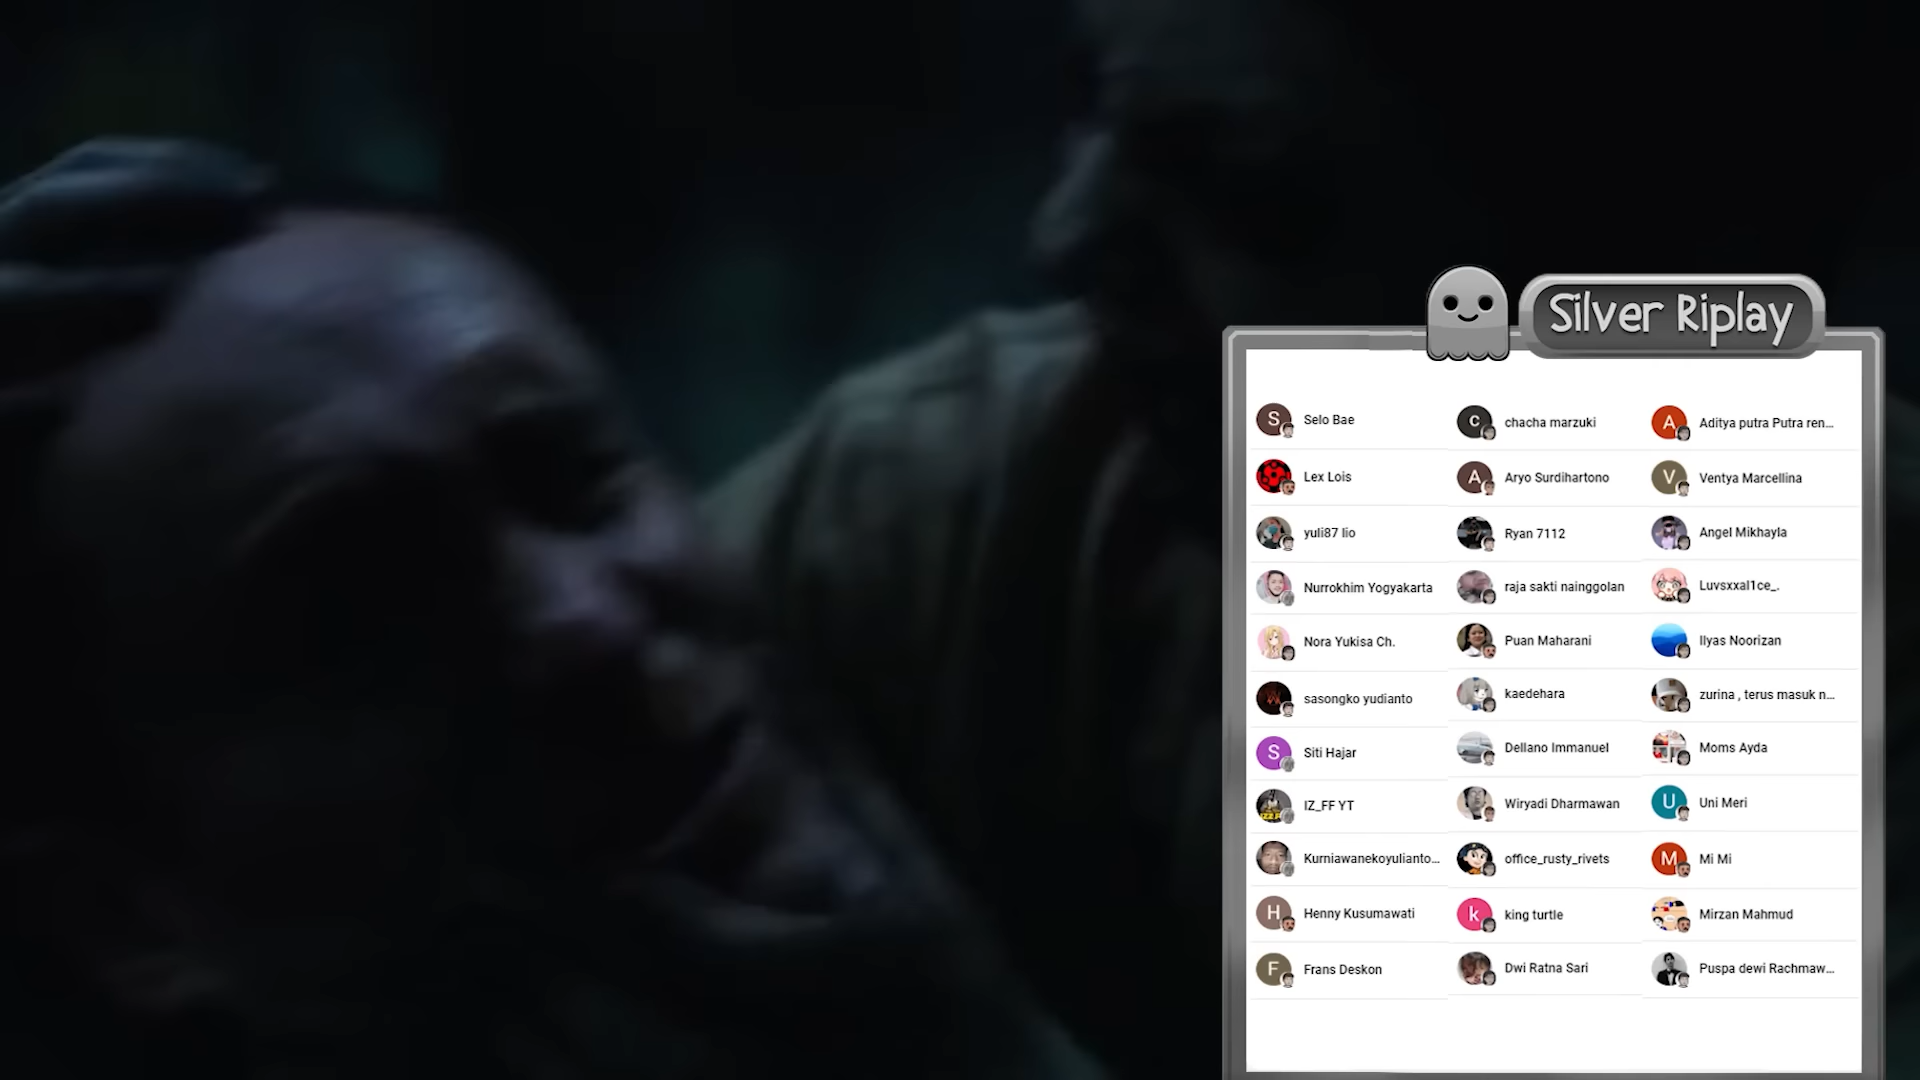 Silver Riplay
Selo Bae
chacha marzuki
Aditya putra Putra ren...
Lex Lois
Aryo Surdihartono
Ventya Marcellina
yuli87 lio
Ryan 7112
Angel Mikhayla
Nurrokhim Yogyakarta
raja sakti nainggolan
Luvsxxal1ce_.
Nora Yukisa Ch.
Puan Maharani
Ilyas Noorizan
sasongko yudianto
kaedehara
zurina , terus masuk n...
Siti Hajar
Dellano Immanuel
Moms Ayda
IZ_FF YT
Wiryadi Dharmawan
Uni Meri
Kurniawanekoyulianto...
office_rusty_rivets
Mi Mi
Henny Kusumawati
king turtle
Mirzan Mahmud
Frans Deskon
Dwi Ratna Sari
Puspa dewi Rachmaw...